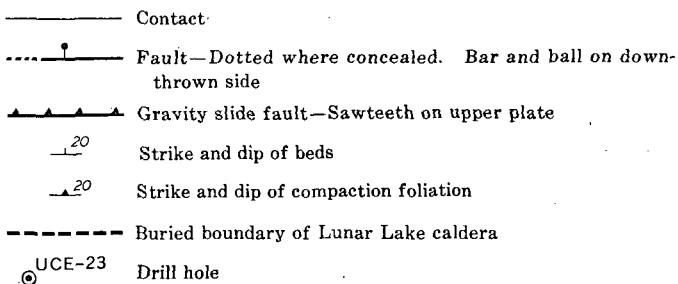 Contact
Fault—Dotted where concealed. Bar and ball on down-
thrown side
Gravity slide fault—Sawteeth on upper plate
20
Strike and dip of beds
20
Strike and dip of compaction foliation
Buried boundary of Lunar Lake caldera
UCE-23
Drill hole